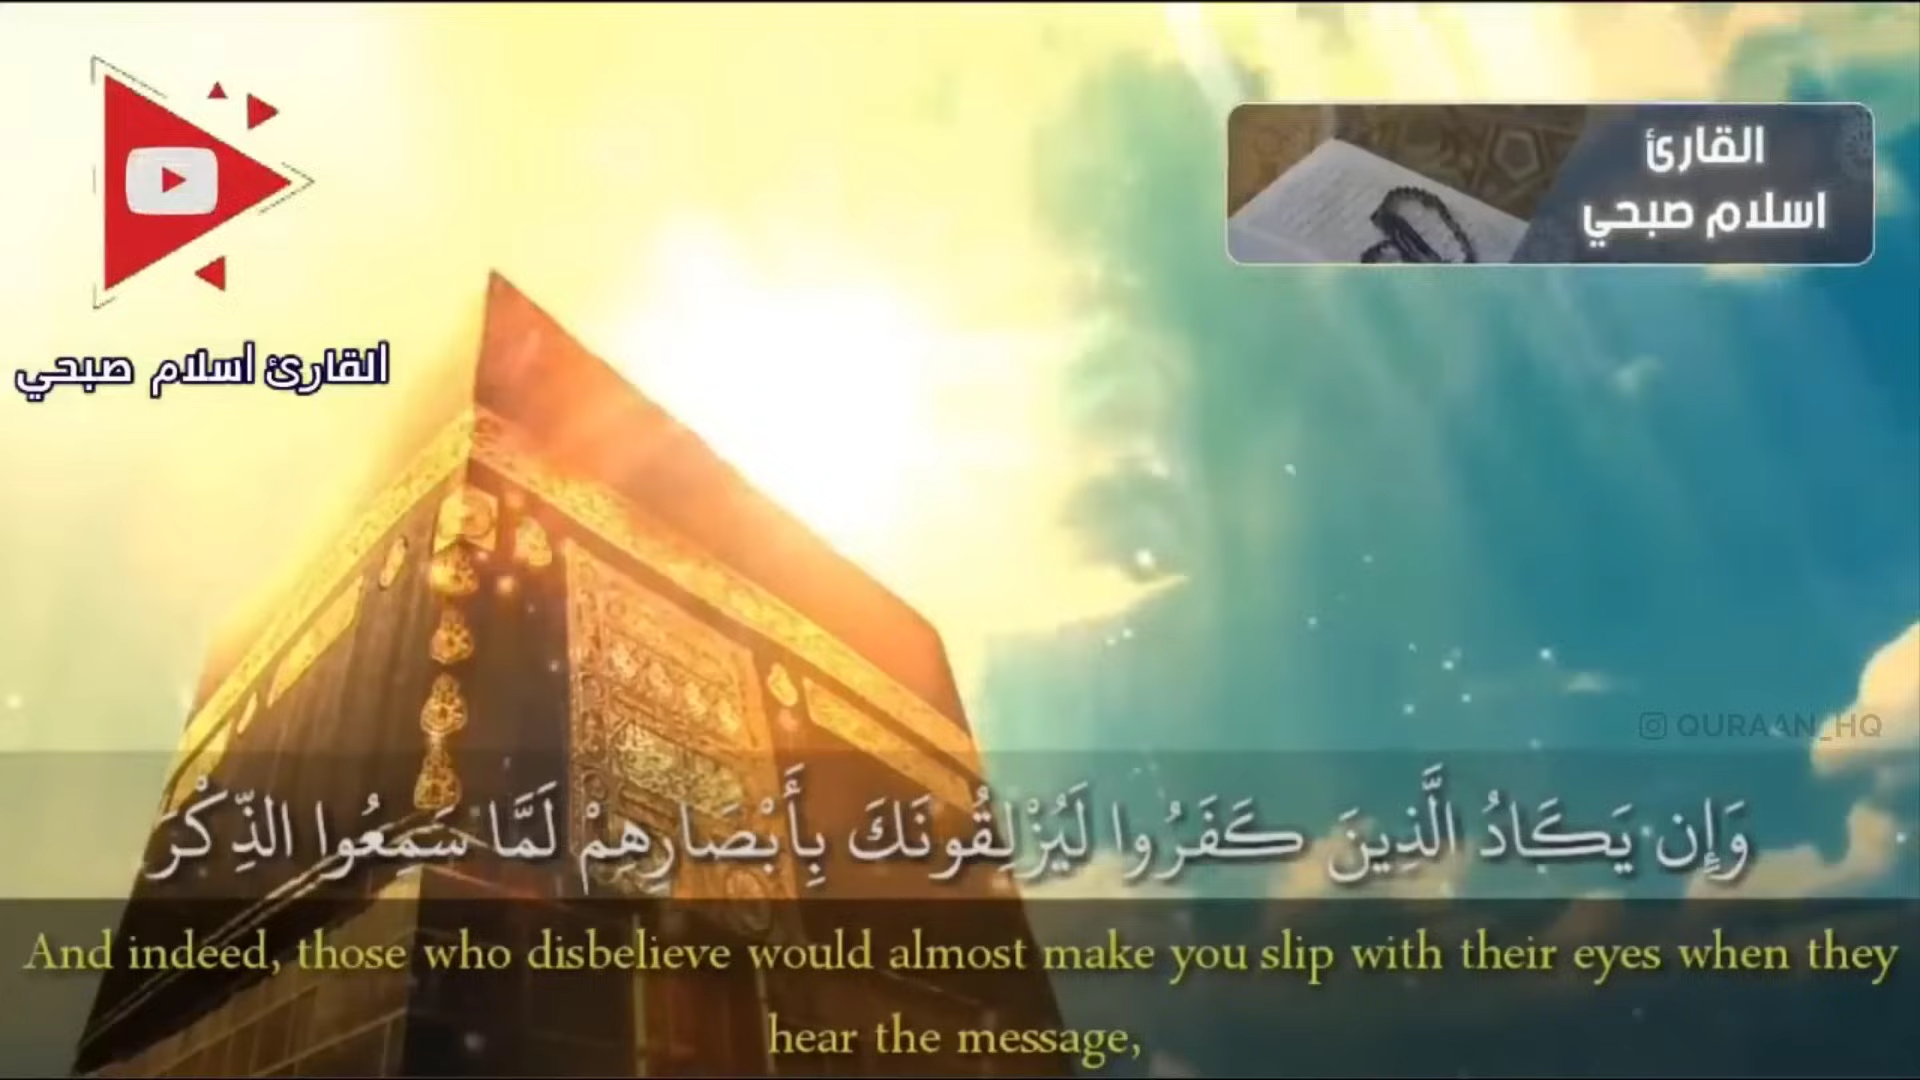 القارئ
اسلام صبحي
القارئ اسلام صبحي
QURAAN_HQ
وَإِن يَكَادُ الَّذِينَ كَفَرُوا لَيُزْلِقُونَكَ بِأَبْصَارِهِمْ لَمَّا سَمِعُوا الذِّكْرَ
And indeed, those who disbelieve would almost make you slip with their eyes when they
hear the message,